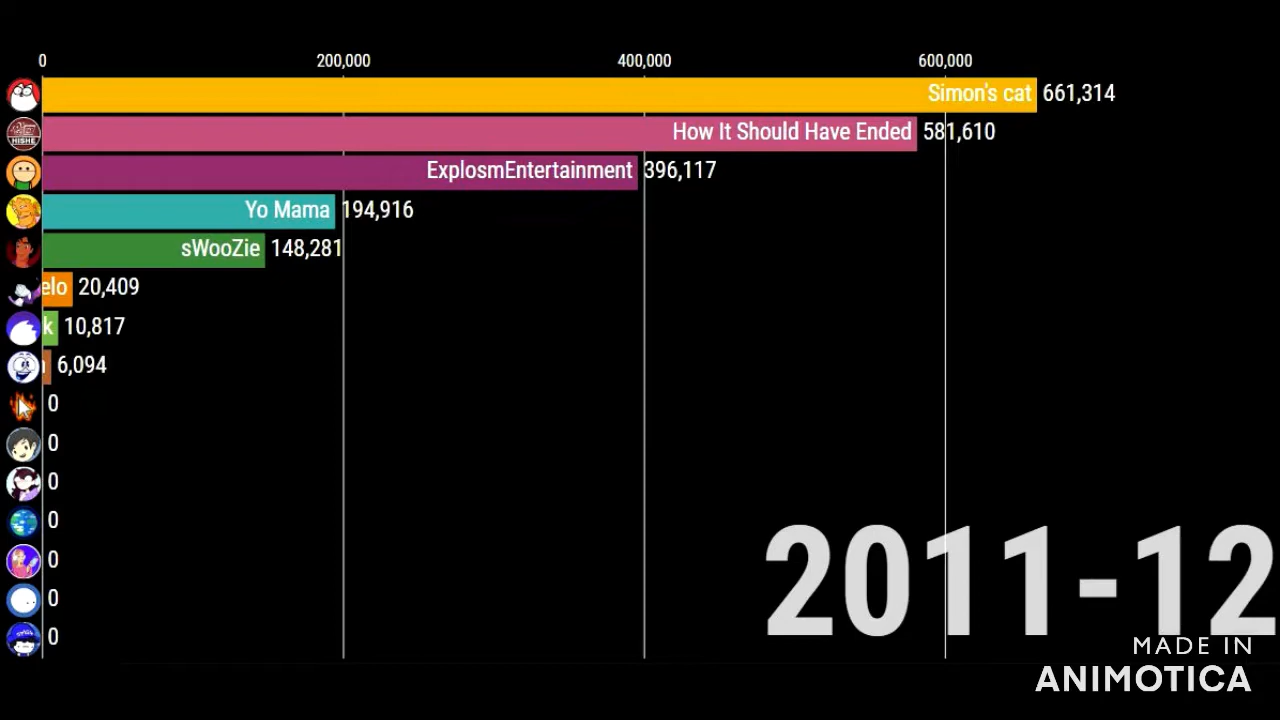 0 200,000 400,000 600,000
Simon's cat 661,314
HISHE How It Should Have Ended 581,610
ExplosmEntertainment 396,117
Yo Mama 194,916
sWooZie 148,281
elo 20,409
k 10,817
6,094
0
0
0
0
0
0
0
2011-12
MADE IN
ANIMOTICA